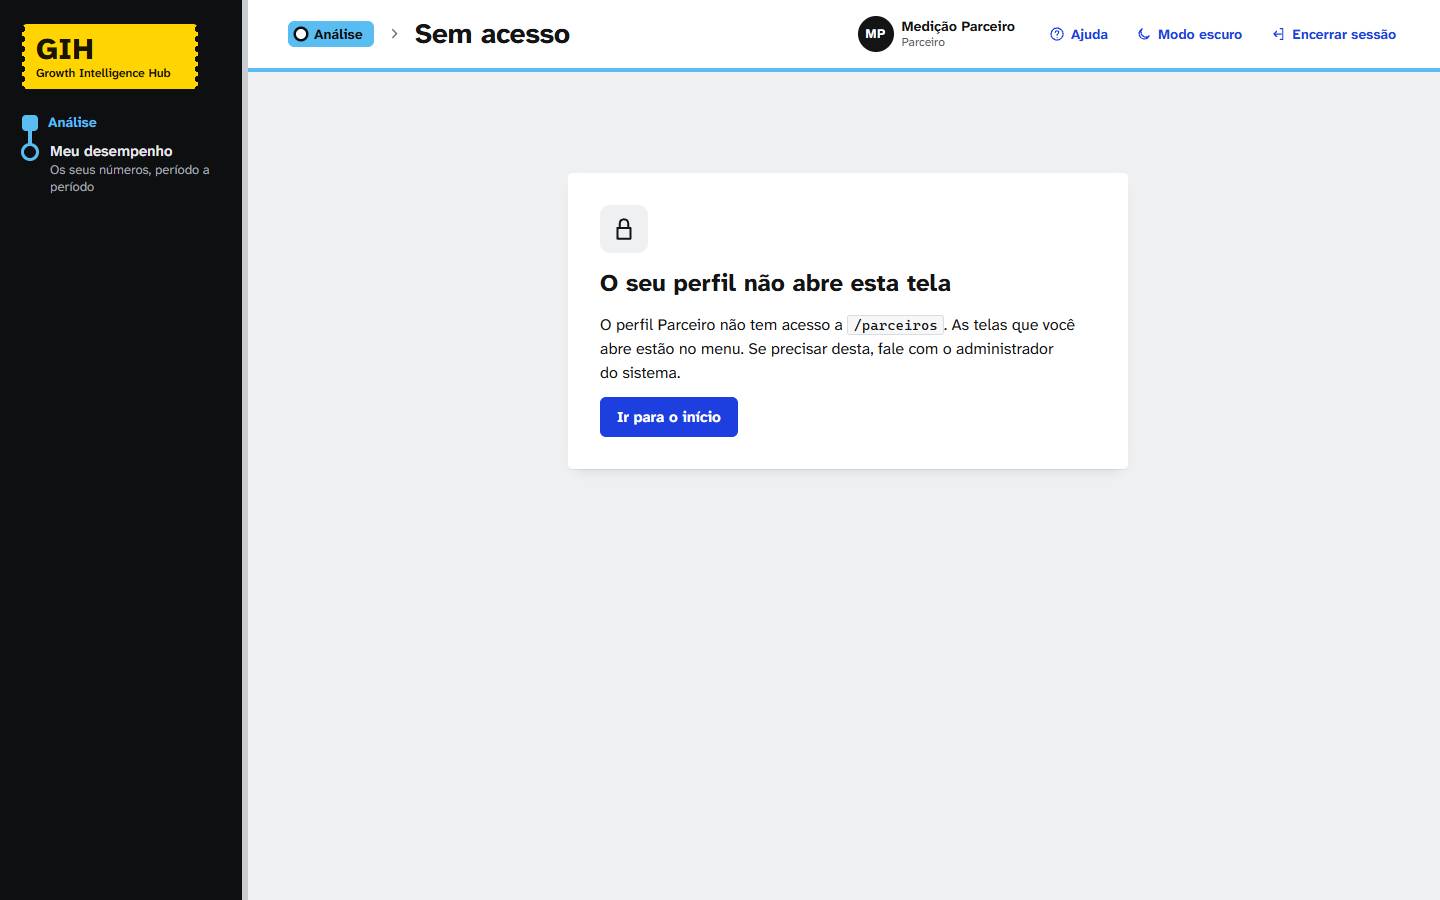 GIH
Growth Intelligence Hub
Análise
Meu desempenho
Os seus números, período a
período
Análise
Sem acesso
MP
Medição Parceiro
Parceiro
Ajuda
Modo escuro
Encerrar sessão
O seu perfil não abre esta tela
O perfil Parceiro não tem acesso a /parceiros. As telas que você
abre estão no menu. Se precisar desta, fale com o administrador
do sistema.
Ir para o início